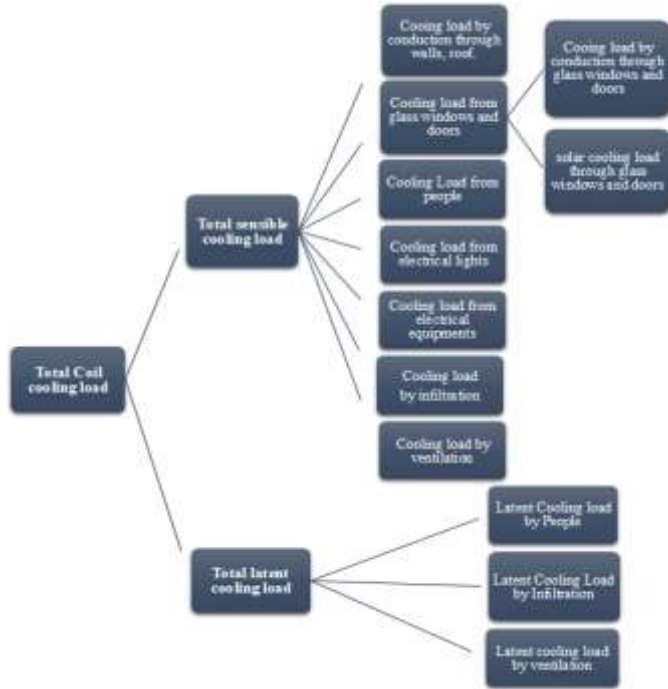 Cooing load by
conduction through
walls, roof.
Cooling load from
glass windows and
doors
Cooing load by
conduction through
glass windows and
doors
solar cooling load
through glass
windows and doors
Cooling Load from
people
Total sensible
cooling load
Cooling load from
electrical lights
Cooling load from
electrical
equipments
Total Coil
cooling load
Cooling load
by infiltration
Cooling load by
ventilation
Latent Cooling load
by People
Total latent
cooling load
Latent Cooling Load
by Infiltration
Latent cooling load
by ventilation